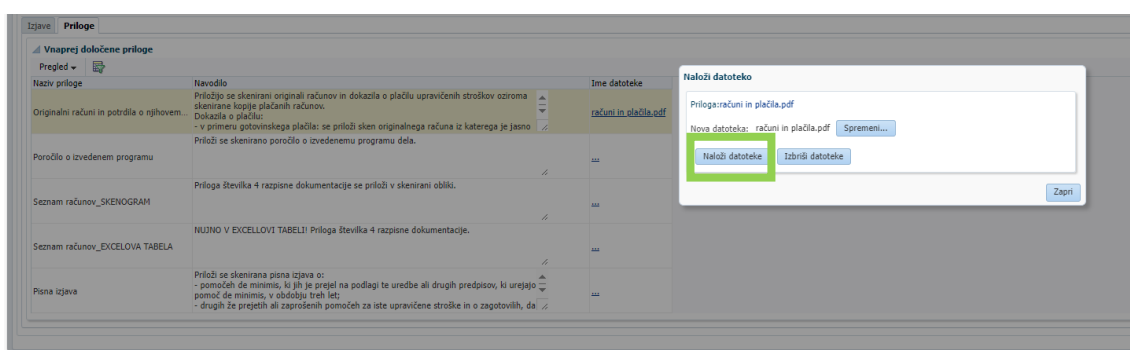 Izjave Priloge
Vnaprej določene priloge
Pregled
Naziv priloge Navodilo Ime datoteke
Originalni računi in potrdila o njihovem... Priložijo se skenirani originali računov in dokazila o plačilu upravičenih stroškov oziroma
skenirane kopije plačanih računov.
Dokazila o plačilu:
- v primeru gotovinskega plačila: se priloži sken originalnega računa iz katerega je jasno
računi in plačila.pdf
Poročilo o izvedenem programu Priloži se skenirano poročilo o izvedenemu programu dela.
...
Seznam računov_SKENOGRAM Priloga številka 4 razpisne dokumentacije se priloži v skenirani obliki.
...
Seznam računov_EXCELOVA TABELA NUJNO V EXCELLOVI TABELI! Priloga številka 4 razpisne dokumentacije.
...
Pisna izjava Priloži se skenirana pisna izjava o:
- pomočeh de minimis, ki jih je prejel na podlagi te uredbe ali drugih predpisov, ki urejajo
pomoč de minimis, v obdobju treh let;
- drugih že prejetih ali zaprošenih pomočeh za iste upravičene stroške in o zagotovilih, da
...
Naloži datoteko
Priloga:računi in plačila.pdf
Nova datoteka: računi in plačila.pdf Spremeni...
Naloži datoteke Izbriši datoteke
Zapri